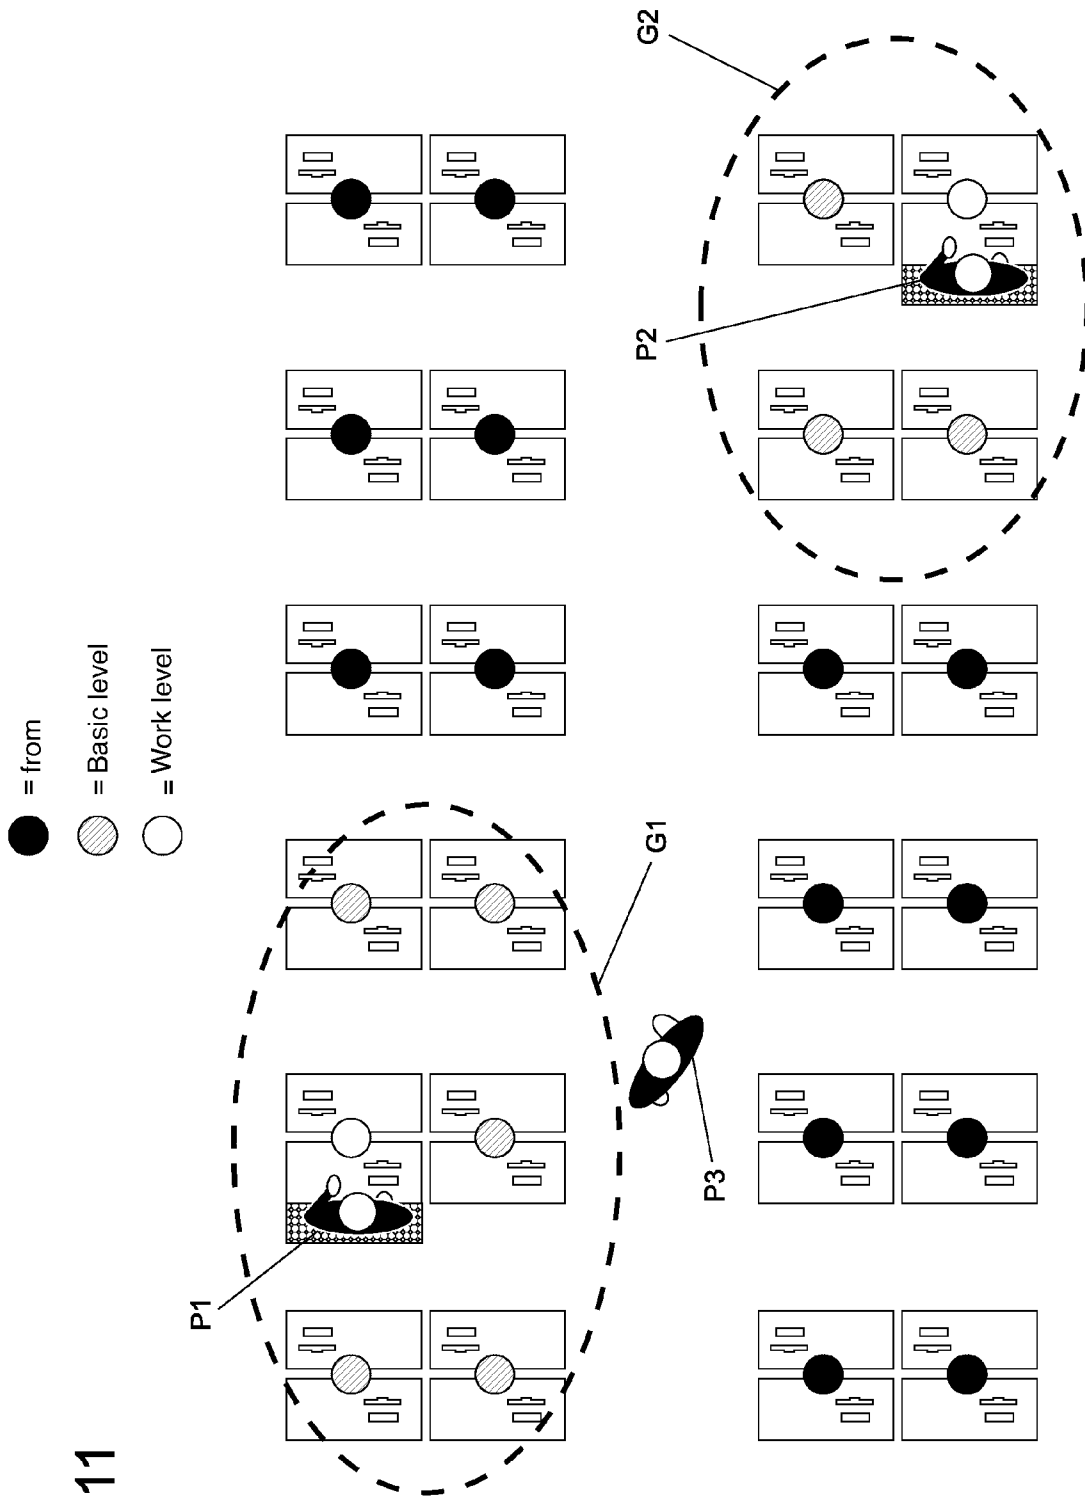 = from
= Basic level
= Work level
G2
P2
G1
P3
P1
11